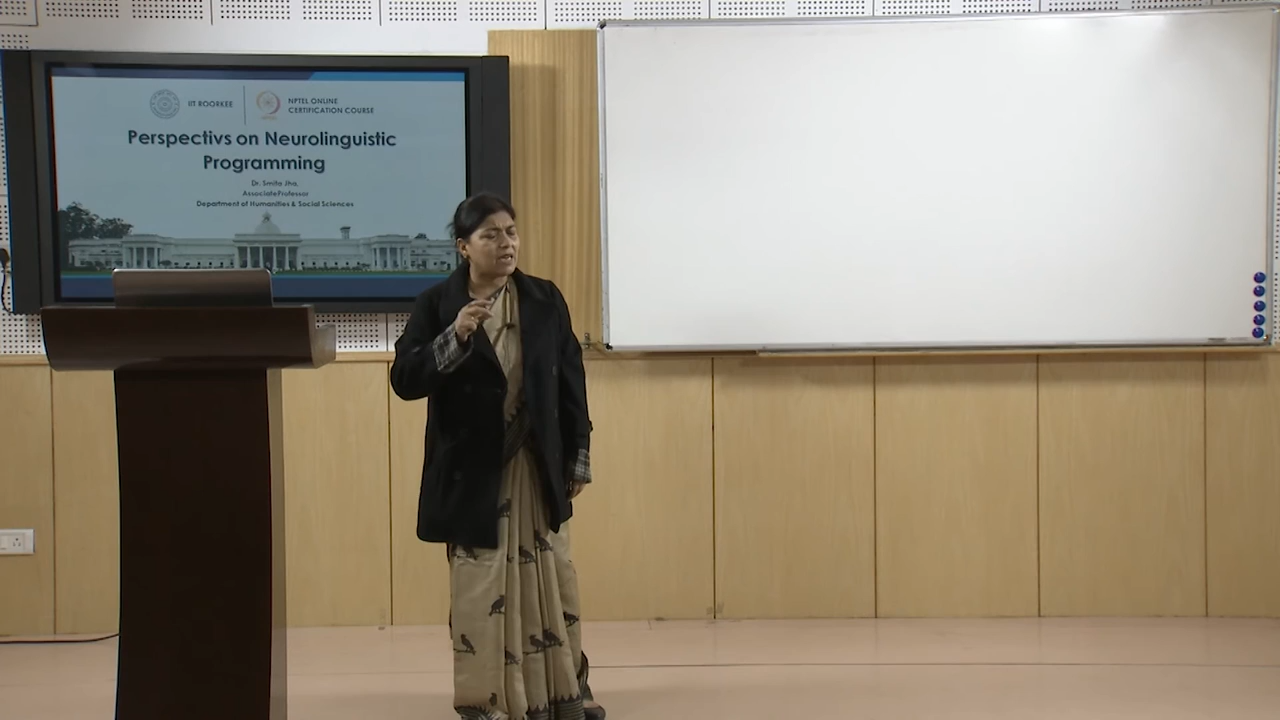 IIT ROORKEE
NPTEL ONLINE
CERTIFICATION COURSE
Perspectivs on Neurolinguistic
Programming
Dr. Smita Jha,
Associate Professor
Department of Humanities & Social Sciences